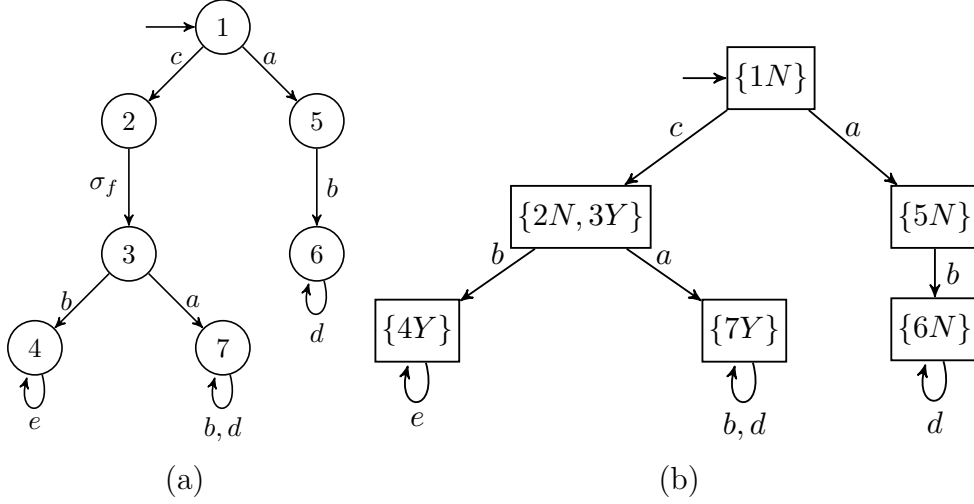 1
{1N}
c
a
c
a
2
5
{2N, 3Y}
{5N}
σ_f
b
b
a
b
3
6
b
a
d
{4Y}
{7Y}
{6N}
4
7
e
b, d
d
e
b, d
(a)
(b)